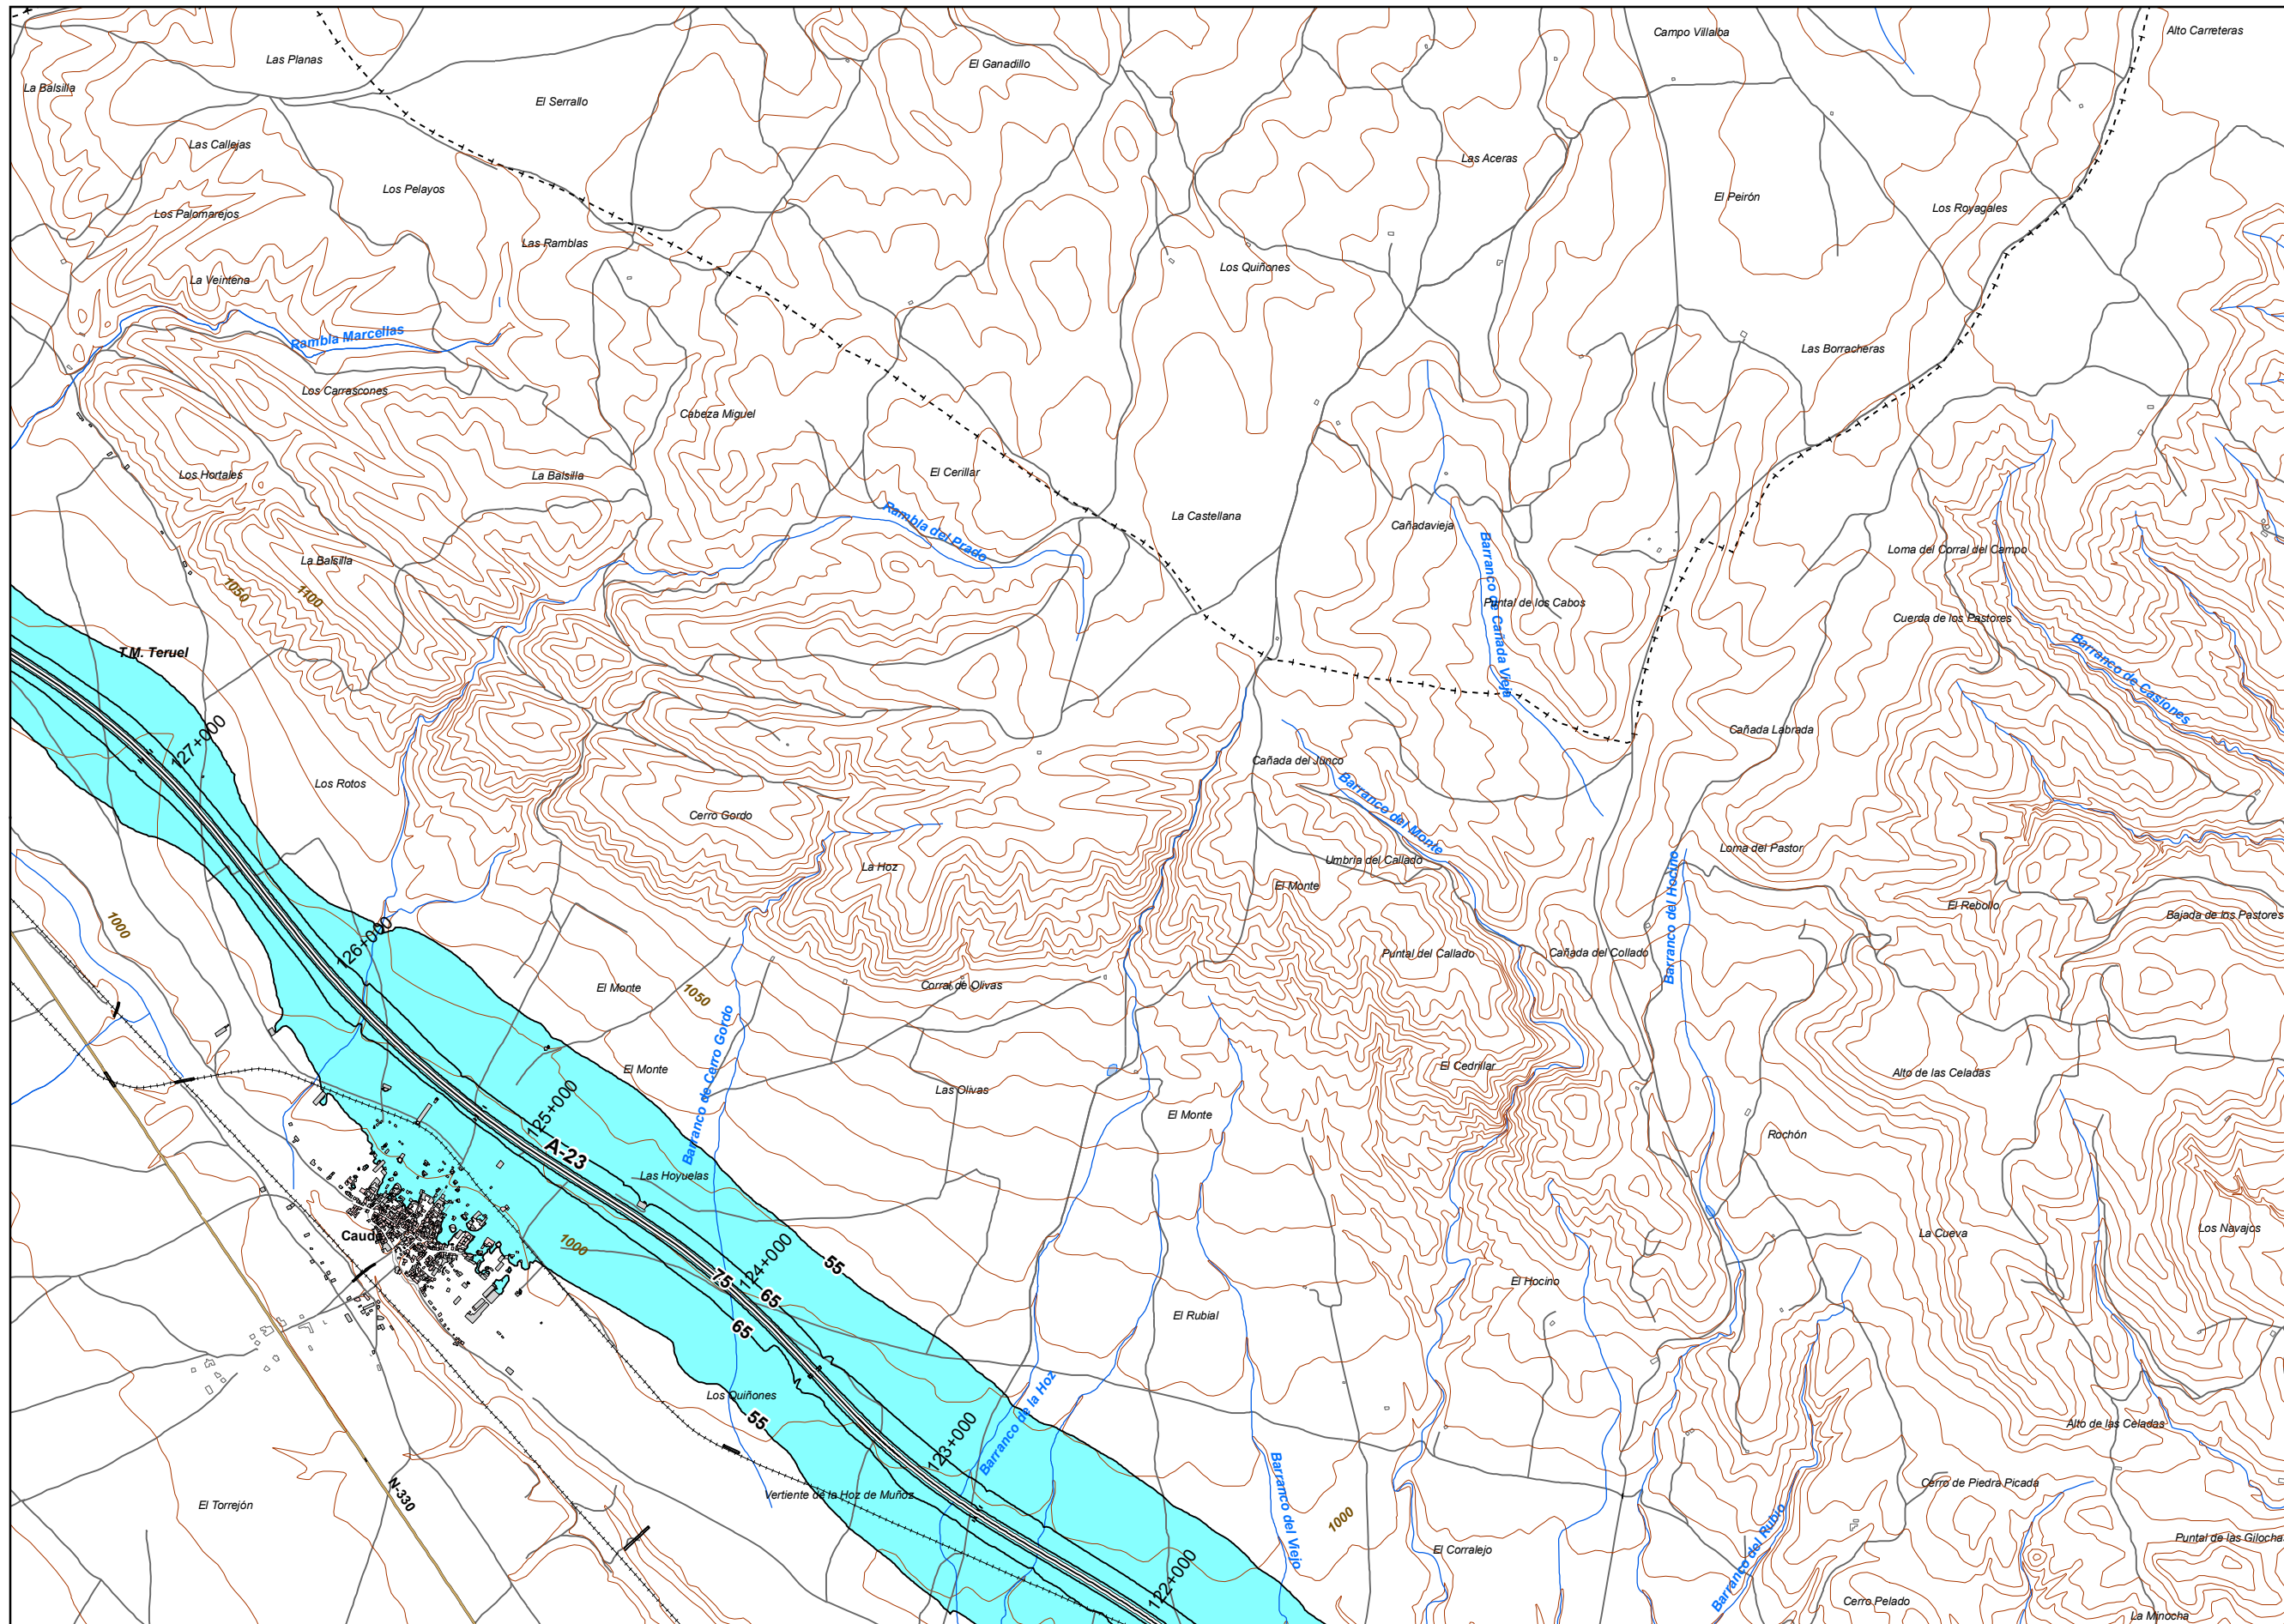 Campo Villalba
Alto Carreteras
Las Planas
El Ganadillo
La Balsilla
El Serrallo
Las Callejas
Las Aceras
Los Pelayos
El Peirón
Los Palomarejos
Los Royagales
Las Ramblas
Los Quiñones
La Veintena
Rambla Marcellas
Las Borracheras
Los Carrascones
Cabeza Miguel
Los Hortales
La Balsilla
El Cerillar
Rambla del Prado
La Castellana
Cañadavieja
Barranco de Cañada Vieja
Loma del Corral del Campo
La Balsilla
1050
1100
Puntal de los Cabos
Cuerda de los Pastores
T.M. Teruel
Barranco de Casiones
127+000
Cañada Labrada
Cañada del Junco
Los Rotos
Barranco del Monte
Cerro Gordo
Loma del Pastor
Umbría del Callado
La Hoz
El Monte
Barranco del Hocino
El Rebollo
Bajada de los Pastores
1000
126+000
Puntal del Callado
Cañada del Collado
El Monte
1050
Corral de Olivas
Barranco de Cerro Gordo
El Monte
El Cedrillar
Alto de las Celadas
Las Olivas
125+000
El Monte
Rochón
A-23
Las Hoyuelas
Los Navajos
La Cueva
Caude
1000
124+000
55
75
65
El Hocino
65
El Rubial
Los Quiñones
55
Barranco de la Hoz
123+000
Alto de las Celadas
Barranco del Viejo
Cerro de Piedra Picada
N-330
Vertiente de la Hoz de Muñoz
El Torrejón
1000
Barranco del Rubio
Puntal de las Gilocha
El Corralejo
122+000
Cerro Pelado
La Minocha